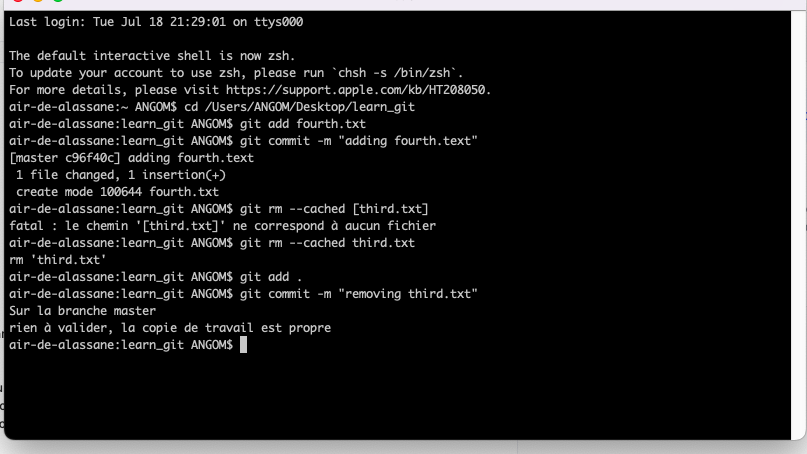 Last login: Tue Jul 18 21:29:01 on ttys000

The default interactive shell is now zsh.
To update your account to use zsh, please run `chsh -s /bin/zsh`.
For more details, please visit https://support.apple.com/kb/HT208050.
air-de-alassane:~ ANGOM$ cd /Users/ANGOM/Desktop/learn_git
air-de-alassane:learn_git ANGOM$ git add fourth.txt
air-de-alassane:learn_git ANGOM$ git commit -m "adding fourth.text"
[master c96f40c] adding fourth.text
 1 file changed, 1 insertion(+)
 create mode 100644 fourth.txt
air-de-alassane:learn_git ANGOM$ git rm --cached [third.txt]
fatal : le chemin '[third.txt]' ne correspond à aucun fichier
air-de-alassane:learn_git ANGOM$ git rm --cached third.txt
rm 'third.txt'
air-de-alassane:learn_git ANGOM$ git add .
air-de-alassane:learn_git ANGOM$ git commit -m "removing third.txt"
Sur la branche master
rien à valider, la copie de travail est propre
air-de-alassane:learn_git ANGOM$